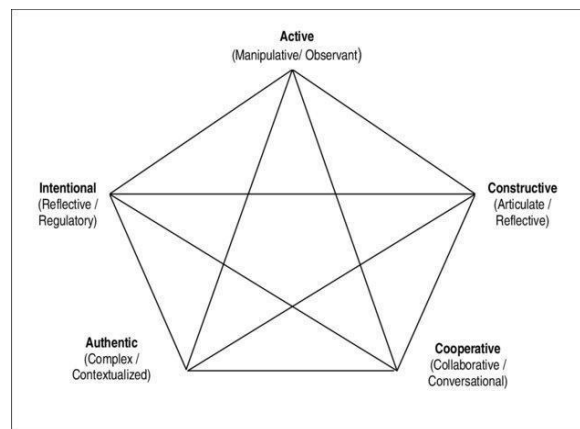 Active
(Manipulative/ Observant)
Intentional
(Reflective /
Regulatory)
Constructive
(Articulate /
Reflective)
Authentic
(Complex /
Contextualized)
Cooperative
(Collaborative /
Conversational)